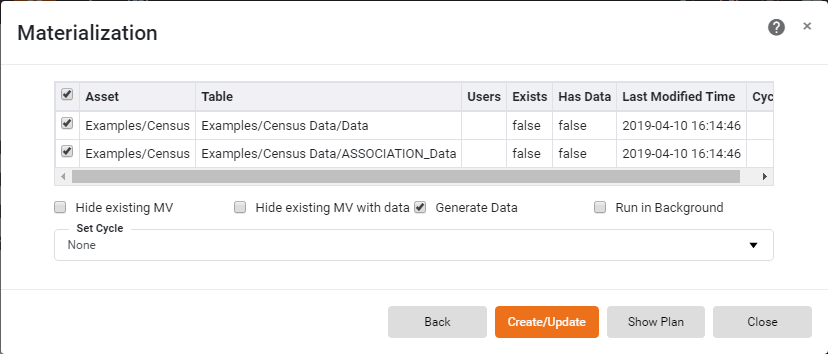 Materialization
Asset Table Users Exists Has Data Last Modified Time Cyc
Examples/Census Examples/Census Data/Data false false 2019-04-10 16:14:46
Examples/Census Examples/Census Data/ASSOCIATION_Data false false 2019-04-10 16:14:46
Hide existing MV Hide existing MV with data Generate Data Run in Background
Set Cycle
None
Back Create/Update Show Plan Close